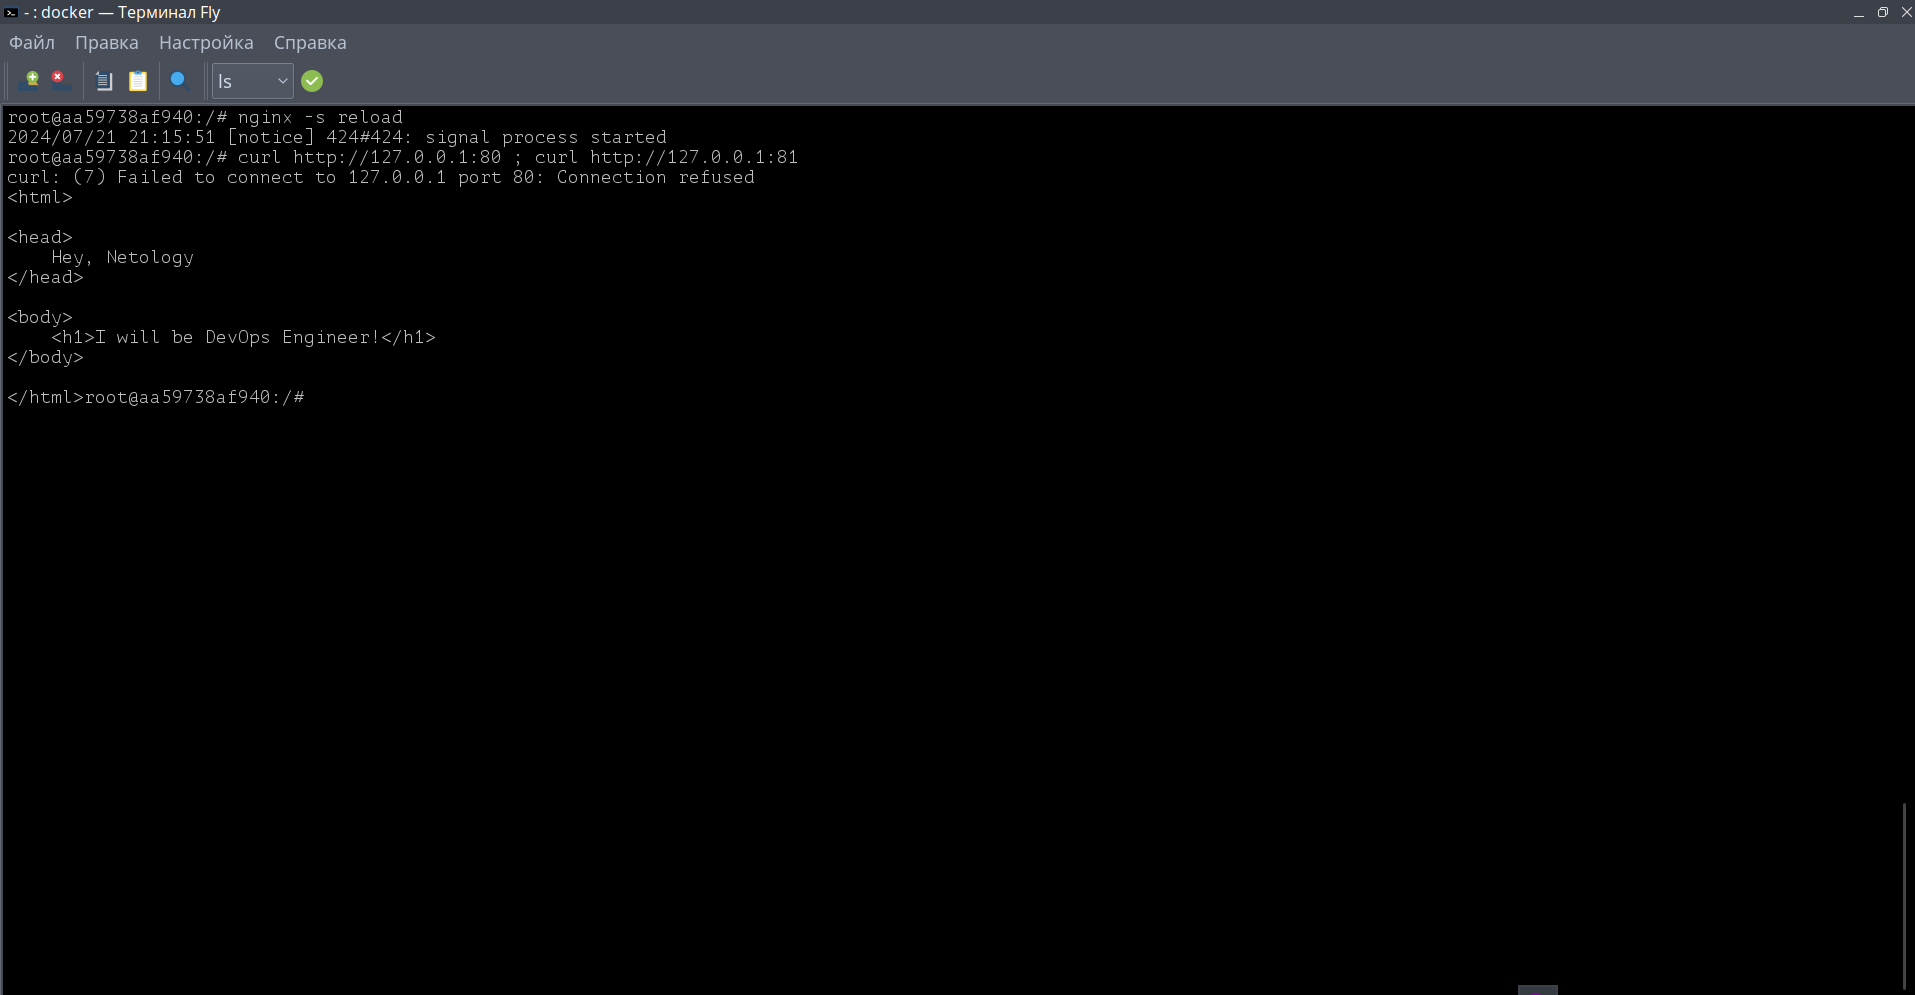 - : docker — Терминал Fly
Файл Правка Настройка Справка
ls
root@aa59738af940:/# nginx -s reload
2024/07/21 21:15:51 [notice] 424#424: signal process started
root@aa59738af940:/# curl http://127.0.0.1:80 ; curl http://127.0.0.1:81
curl: (7) Failed to connect to 127.0.0.1 port 80: Connection refused
<html>
<head>
    Hey, Netology
</head>
<body>
    <h1>I will be DevOps Engineer!</h1>
</body>
</html>root@aa59738af940:/#